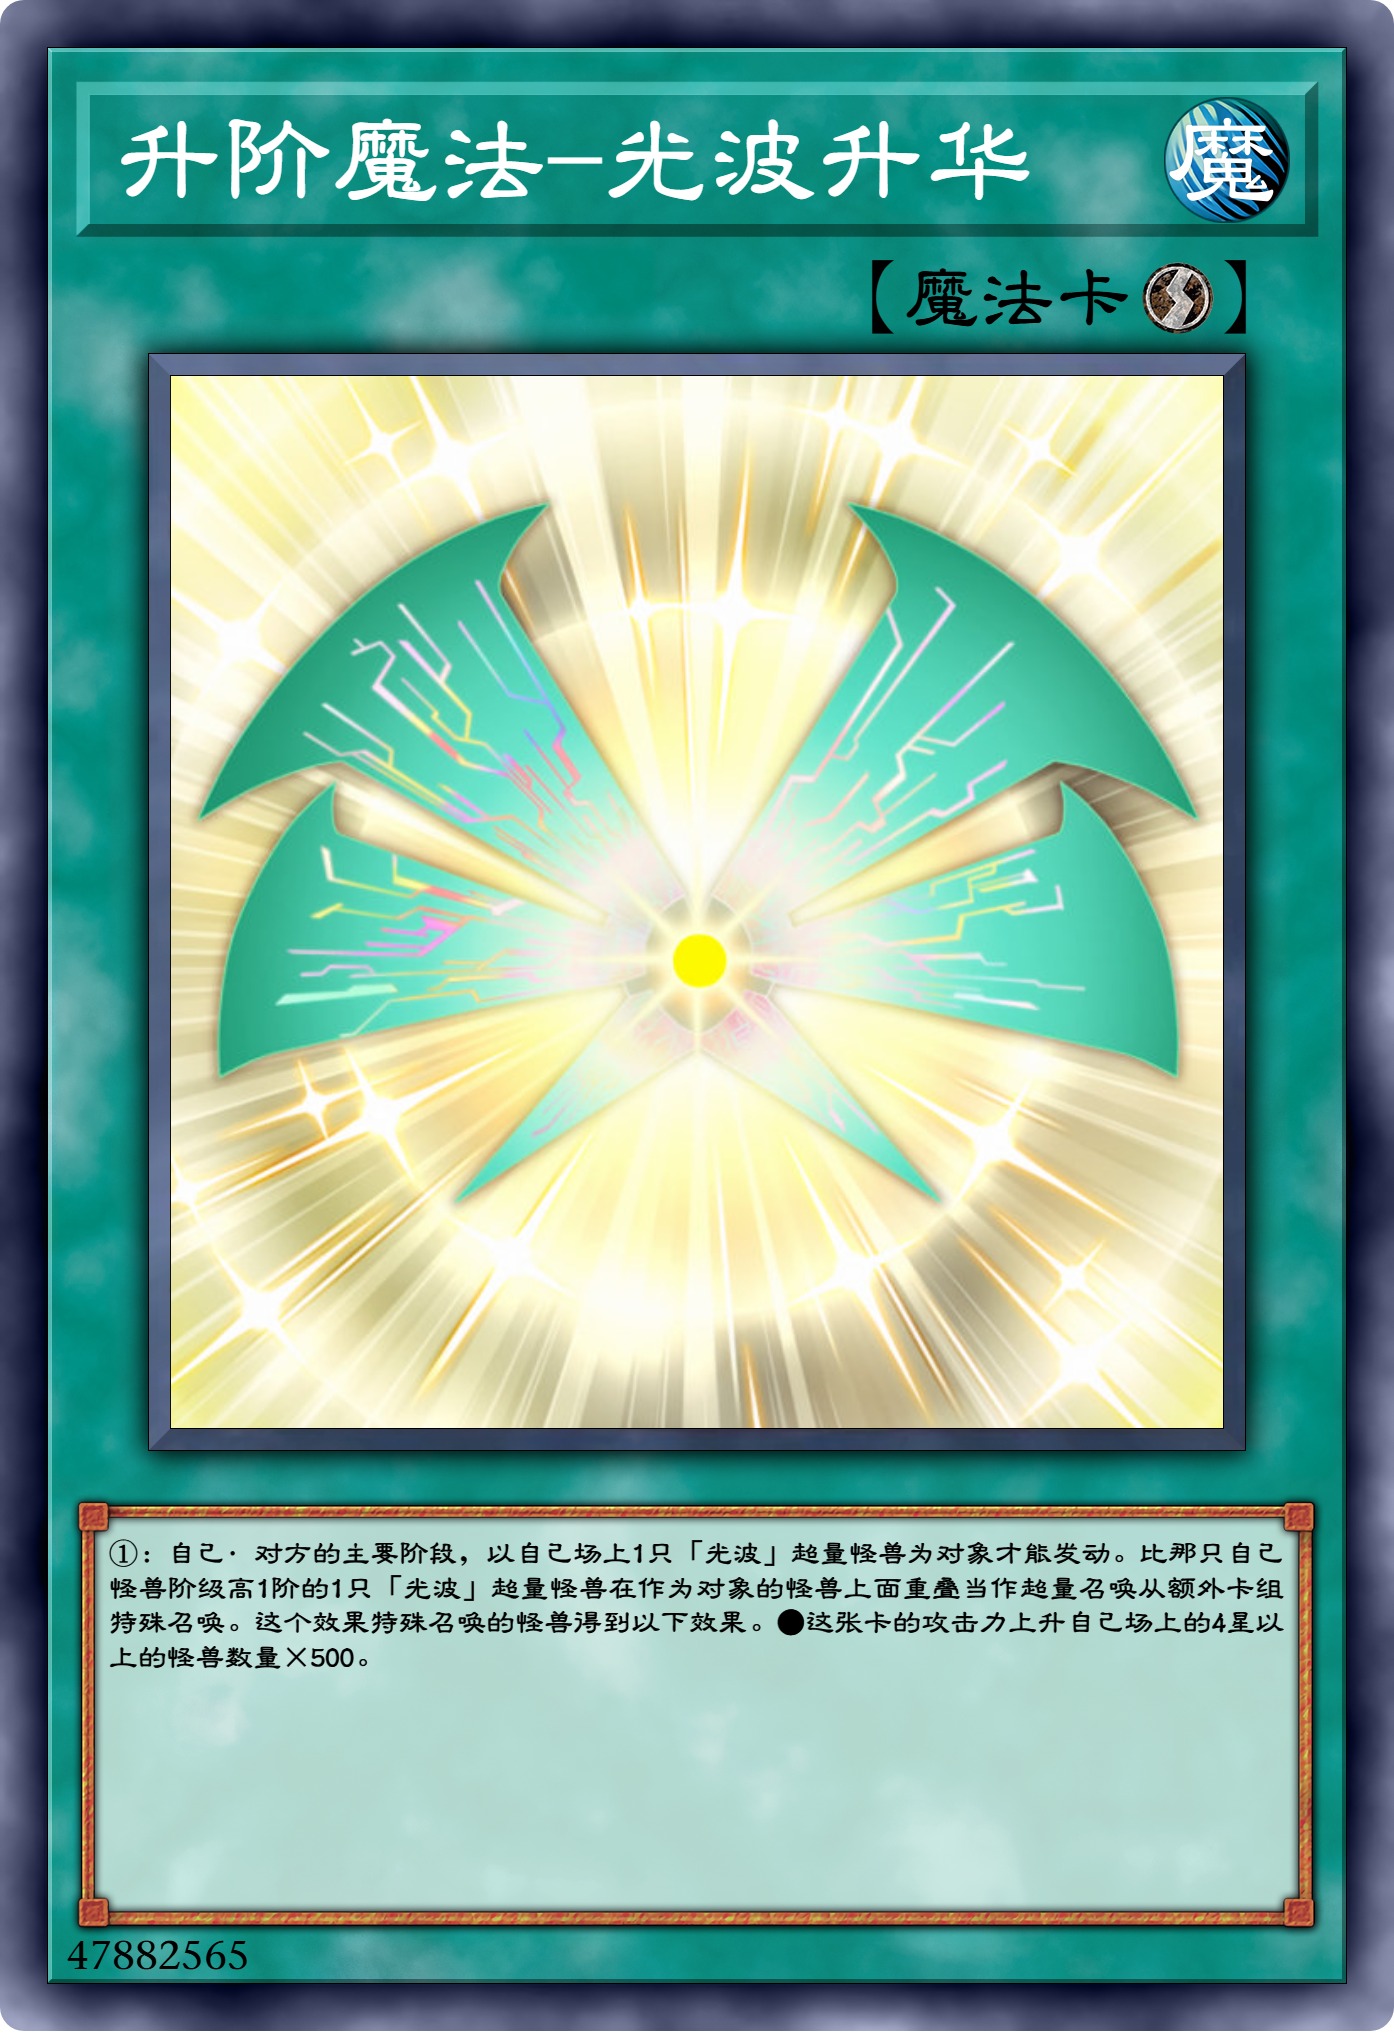 升阶魔法-光波升华 魔
【魔法卡】
①：自己·对方的主要阶段，以自己场上1只「光波」超量怪兽为对象才能发动。比那只自己
怪兽阶级高1阶的1只「光波」超量怪兽在作为对象的怪兽上面重叠当作超量召唤从额外卡组
特殊召唤。这个效果特殊召唤的怪兽得到以下效果。●这张卡的攻击力上升自己场上的4星以
上的怪兽数量×500。
47882565